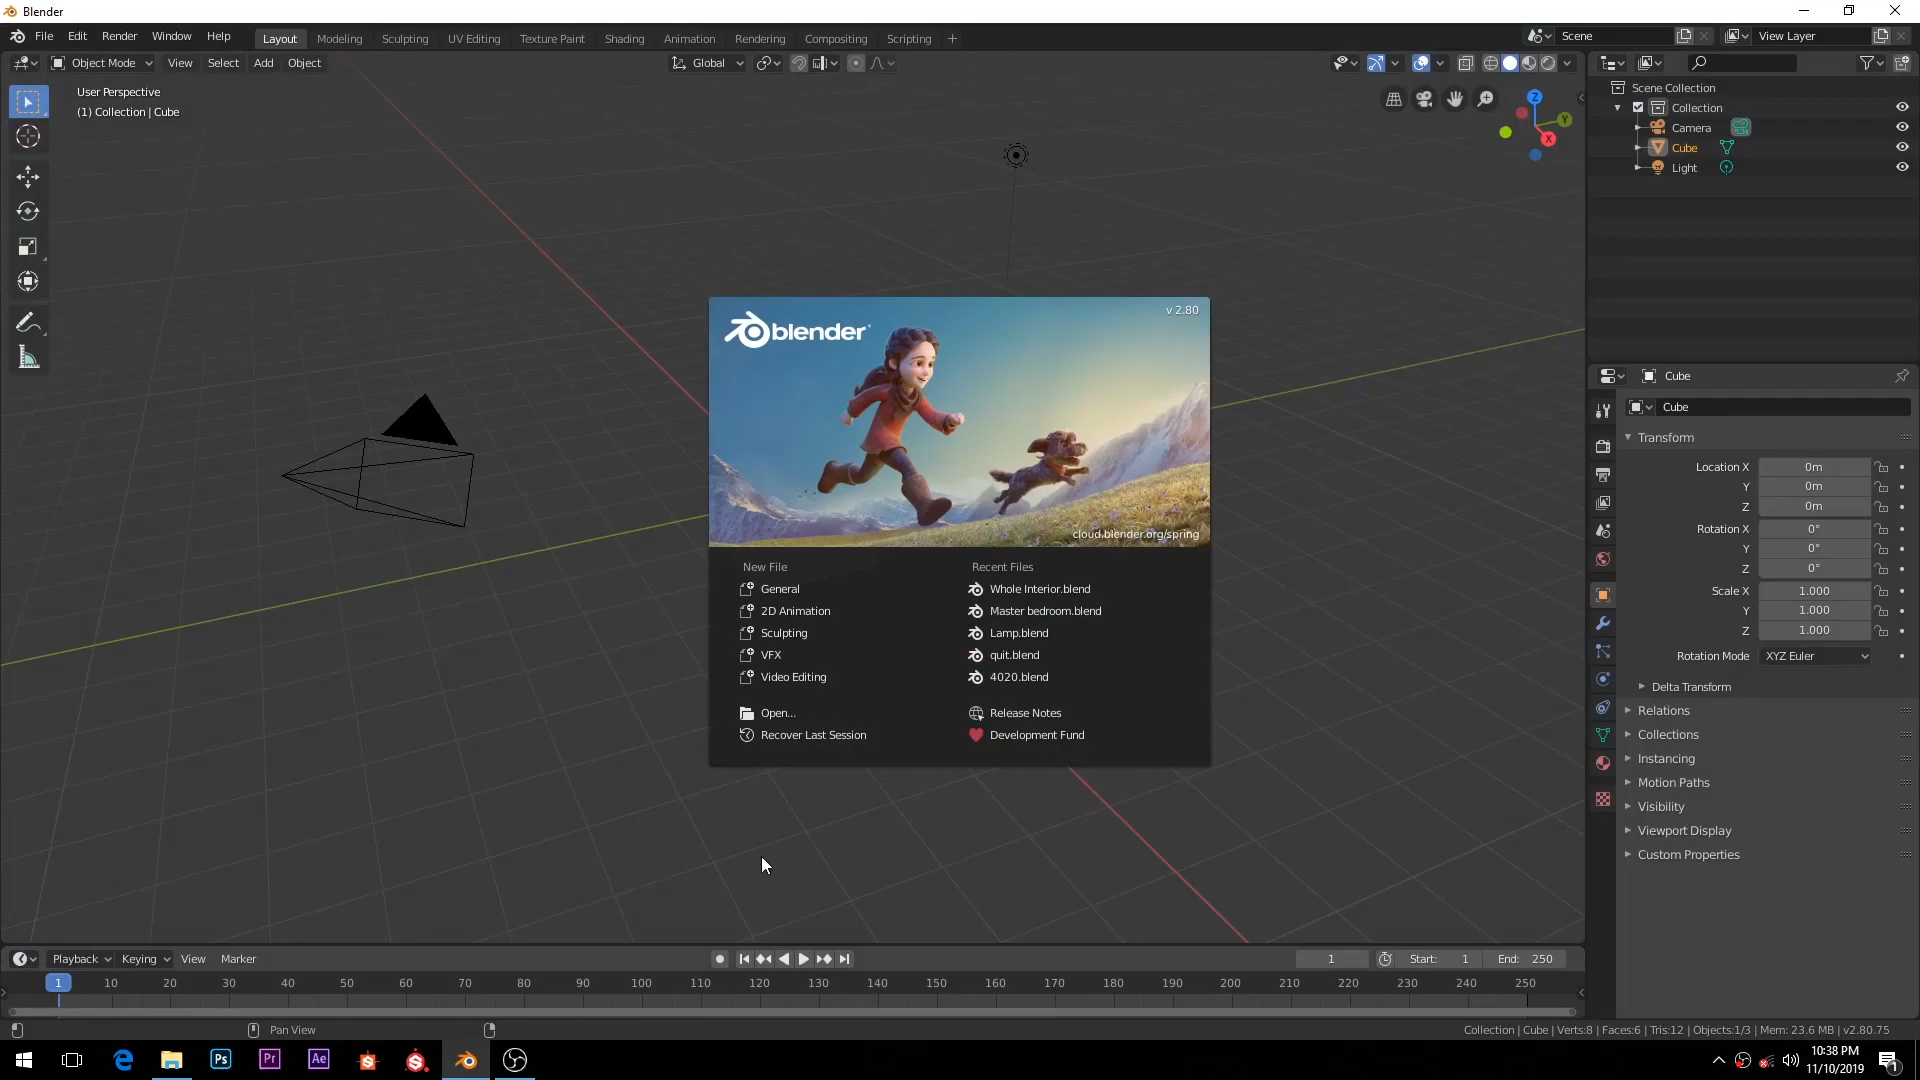 Blender
File Edit Render Window Help Layout Modeling Sculpting UV Editing Texture Paint Shading Animation Rendering Compositing Scripting + Scene View Layer
Object Mode View Select Add Object Global
User Perspective
(1) Collection | Cube
Z
Y
X
Scene Collection
Collection
Camera
Cube
Light
blender
v 2.80
cloud.blender.org/spring
New File
General
2D Animation
Sculpting
VFX
Video Editing
Open...
Recover Last Session
Recent Files
Whole Interior.blend
Master bedroom.blend
Lamp.blend
quit.blend
4020.blend
Release Notes
Development Fund
Cube
Cube
Transform
Location X 0m
Y 0m
Z 0m
Rotation X 0°
Y 0°
Z 0°
Scale X 1.000
Y 1.000
Z 1.000
Rotation Mode XYZ Euler
Delta Transform
Relations
Collections
Instancing
Motion Paths
Visibility
Viewport Display
Custom Properties
Playback Keying View Marker 1 Start: 1 End: 250
1 10 20 30 40 50 60 70 80 90 100 110 120 130 140 150 160 170 180 190 200 210 220 230 240 250
Pan View
Collection | Cube | Verts:8 | Faces:6 | Tris:12 | Objects:1/3 | Mem: 23.6 MB | v2.80.75
Ps Pr Ae
10:38 PM
11/10/2019
1